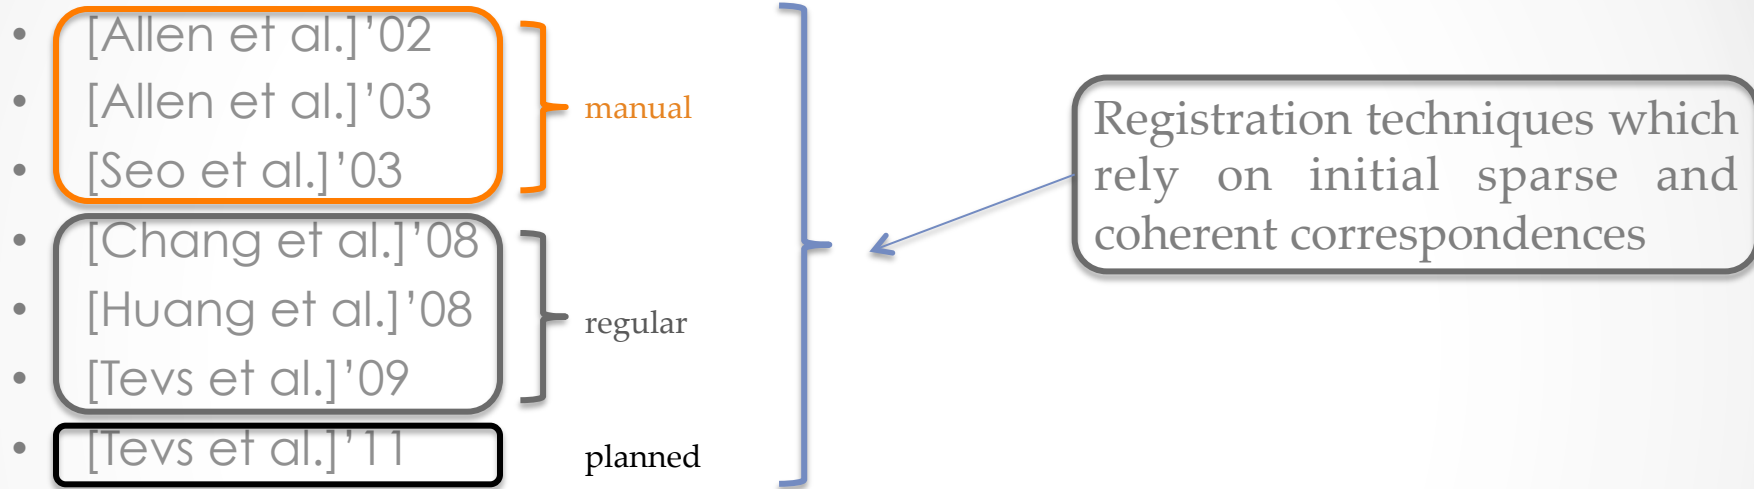 • [Allen et al.]’02
• [Allen et al.]’03
• [Seo et al.]’03
manual
• [Chang et al.]’08
• [Huang et al.]’08
• [Tevs et al.]’09
regular
• [Tevs et al.]’11
planned
Registration techniques which
rely on initial sparse and
coherent correspondences